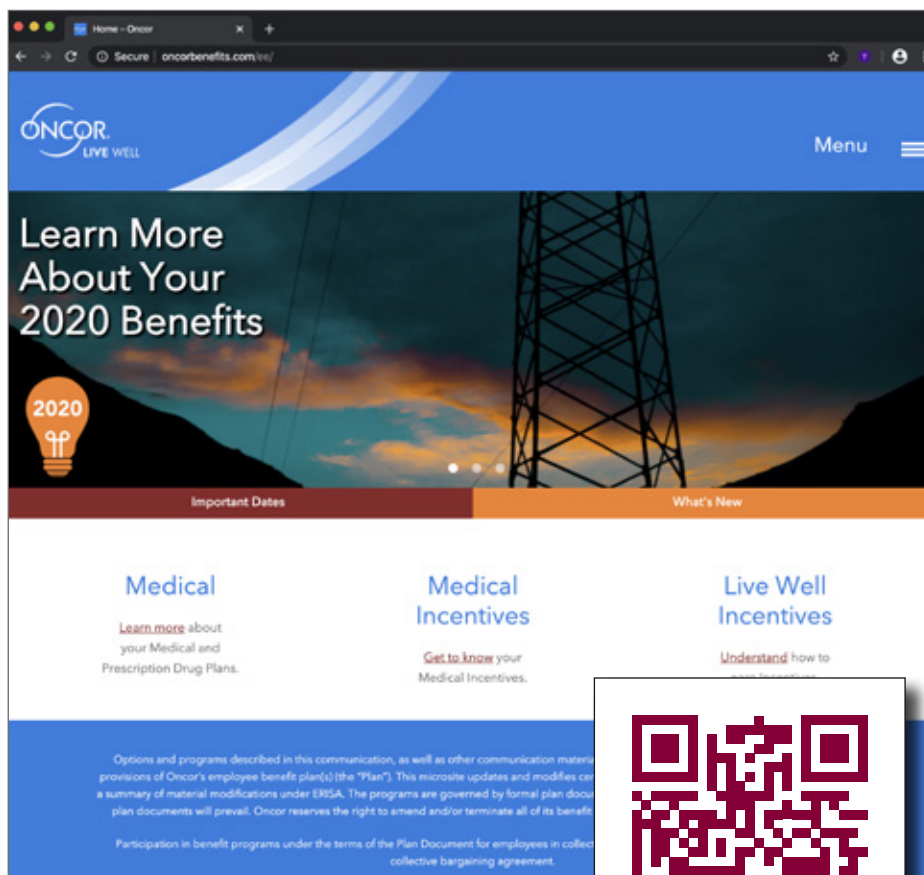 Home – Oncor
Secure | oncorbenefits.com/ee/
ONCOR.
LIVE WELL
Menu
Learn More
About Your
2020 Benefits
2020
Important Dates
What's New
Medical
Learn more about
your Medical and
Prescription Drug Plans.
Medical
Incentives
Get to know your
Medical Incentives.
Live Well
Incentives
Understand how to
earn Incentives
Options and programs described in this communication, as well as other communication materia
provisions of Oncor's employee benefit plan(s) (the "Plan"). This microsite updates and modifies cer
a summary of material modifications under ERISA. The programs are governed by formal plan docu
plan documents will prevail. Oncor reserves the right to amend and/or terminate all of its benefit
Participation in benefit programs under the terms of the Plan Document for employees in collect
collective bargaining agreement.